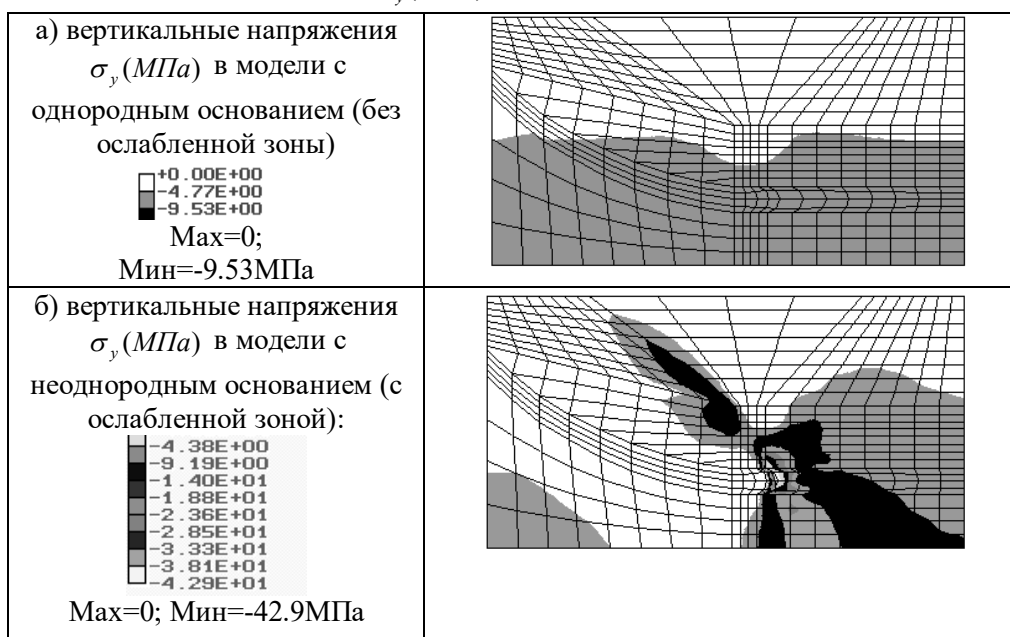 а) вертикальные напряжения
σ_y(МПа) в модели с
однородным основанием (без
ослабленной зоны)
+0.00E+00
-4.77E+00
-9.53E+00
Max=0;
Мин=-9.53МПа
б) вертикальные напряжения
σ_y(МПа) в модели с
неоднородным основанием (с
ослабленной зоной):
-4.38E+00
-9.19E+00
-1.40E+01
-1.88E+01
-2.36E+01
-2.85E+01
-3.33E+01
-3.81E+01
-4.29E+01
Max=0; Мин=-42.9МПа